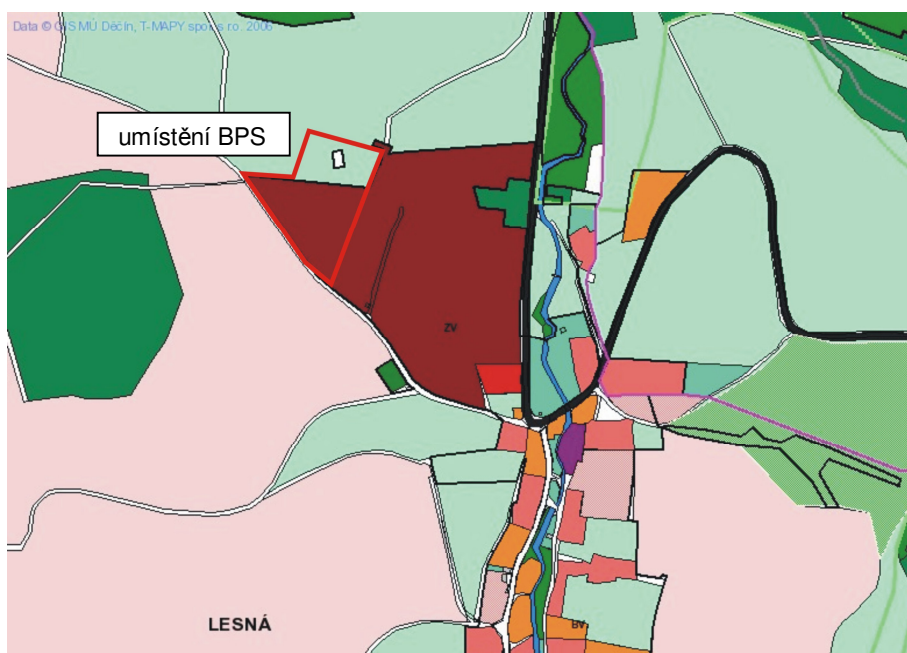 Data © GIS MÚ Děčín, T-MAPY spol. s r.o. 2006
umístění BPS
ZV
LESNÁ
BV